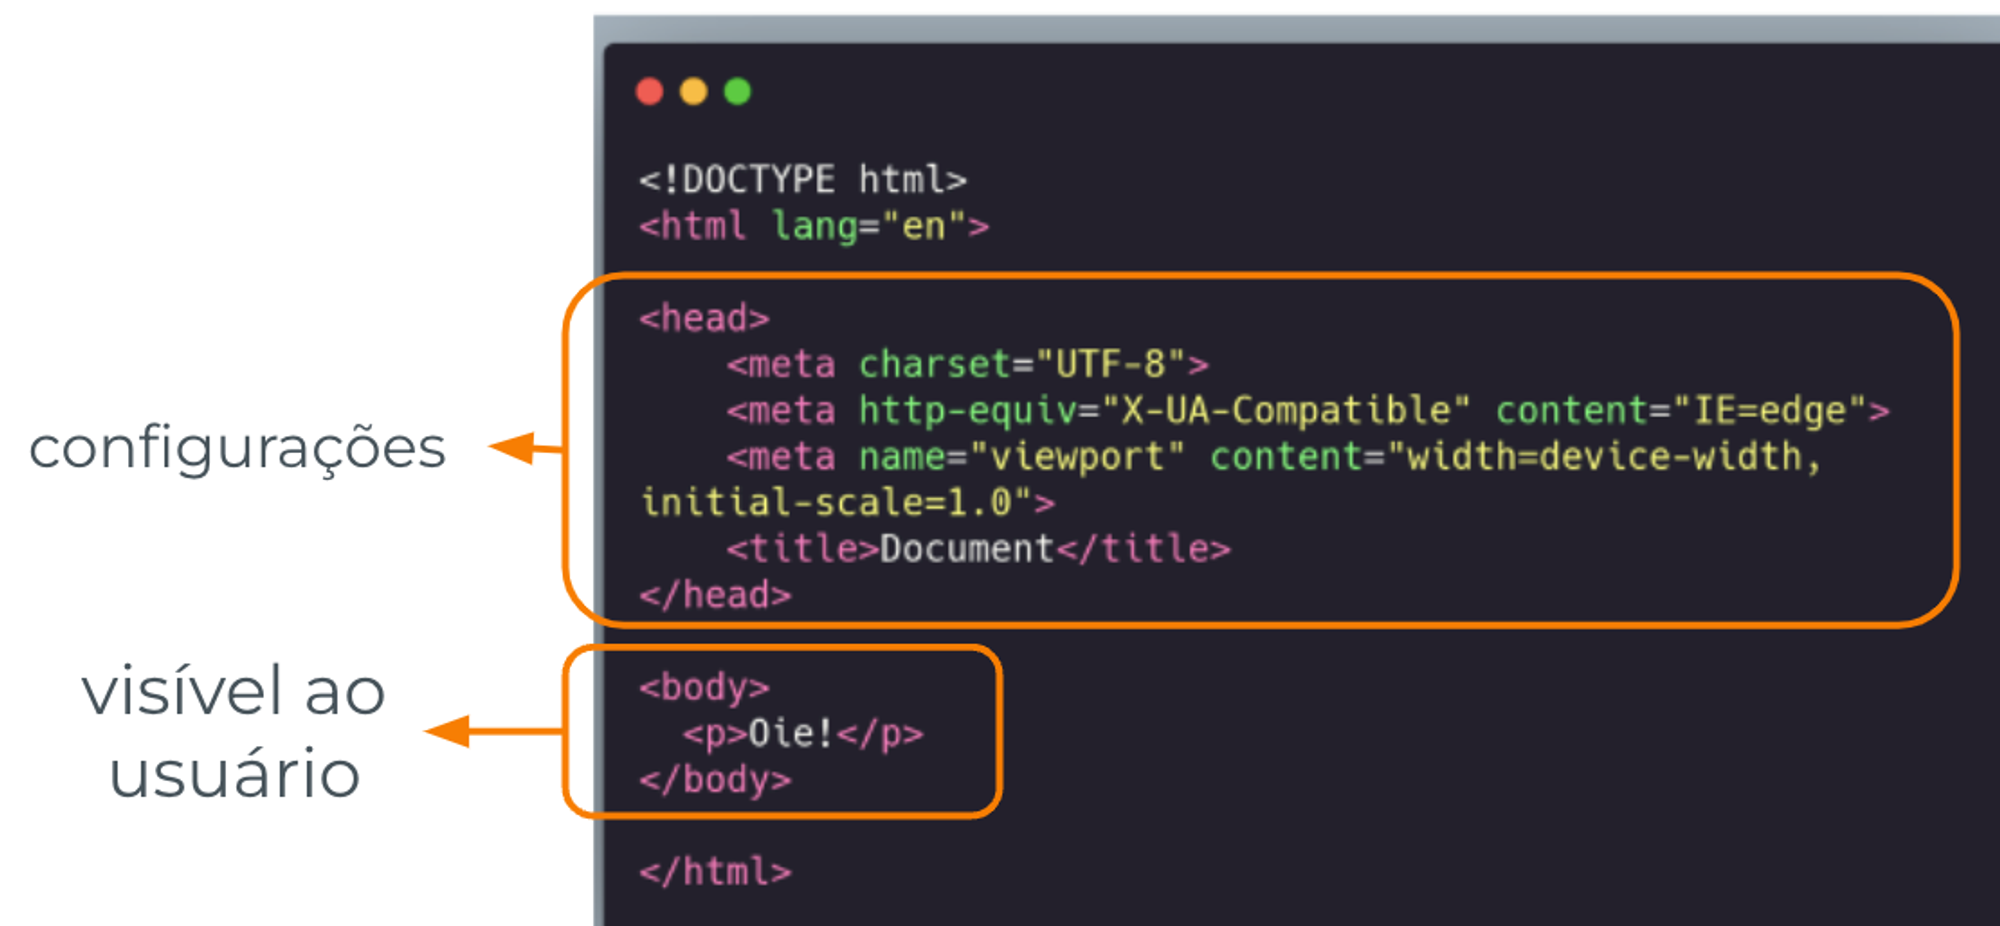 <!DOCTYPE html>
<html lang="en">
<head>
<meta charset="UTF-8">
<meta http-equiv="X-UA-Compatible" content="IE=edge">
<meta name="viewport" content="width=device-width,
initial-scale=1.0">
<title>Document</title>
</head>
configurações
<body>
<p>Oie!</p>
</body>
visível ao
usuário
</html>